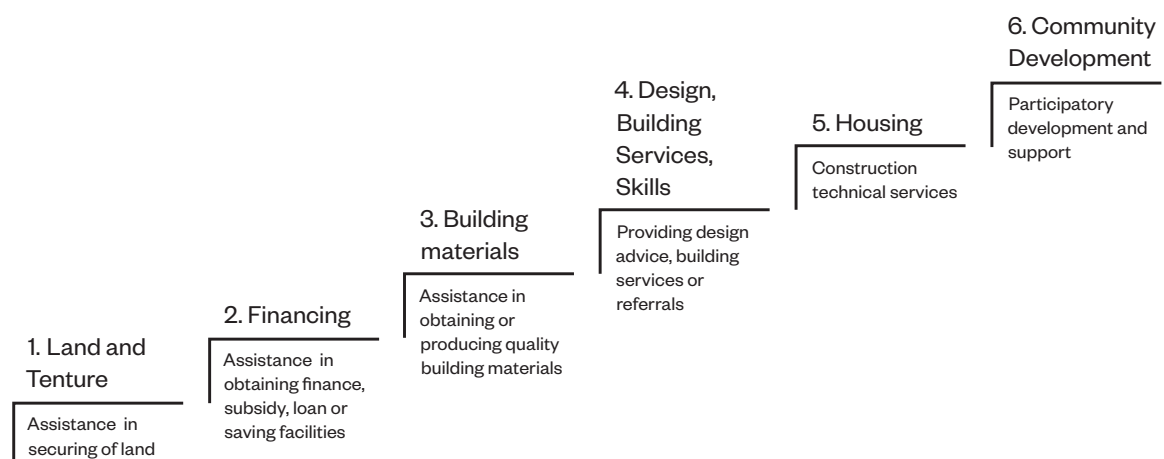 1. Land and
Tenture
Assistance in
securing of land
2. Financing
Assistance in
obtaining finance,
subsidy, loan or
saving facilities
3. Building
materials
Assistance in
obtaining or
producing quality
building materials
4. Design,
Building
Services,
Skills
Providing design
advice, building
services or
referrals
5. Housing
Construction
technical services
6. Community
Development
Participatory
development and
support